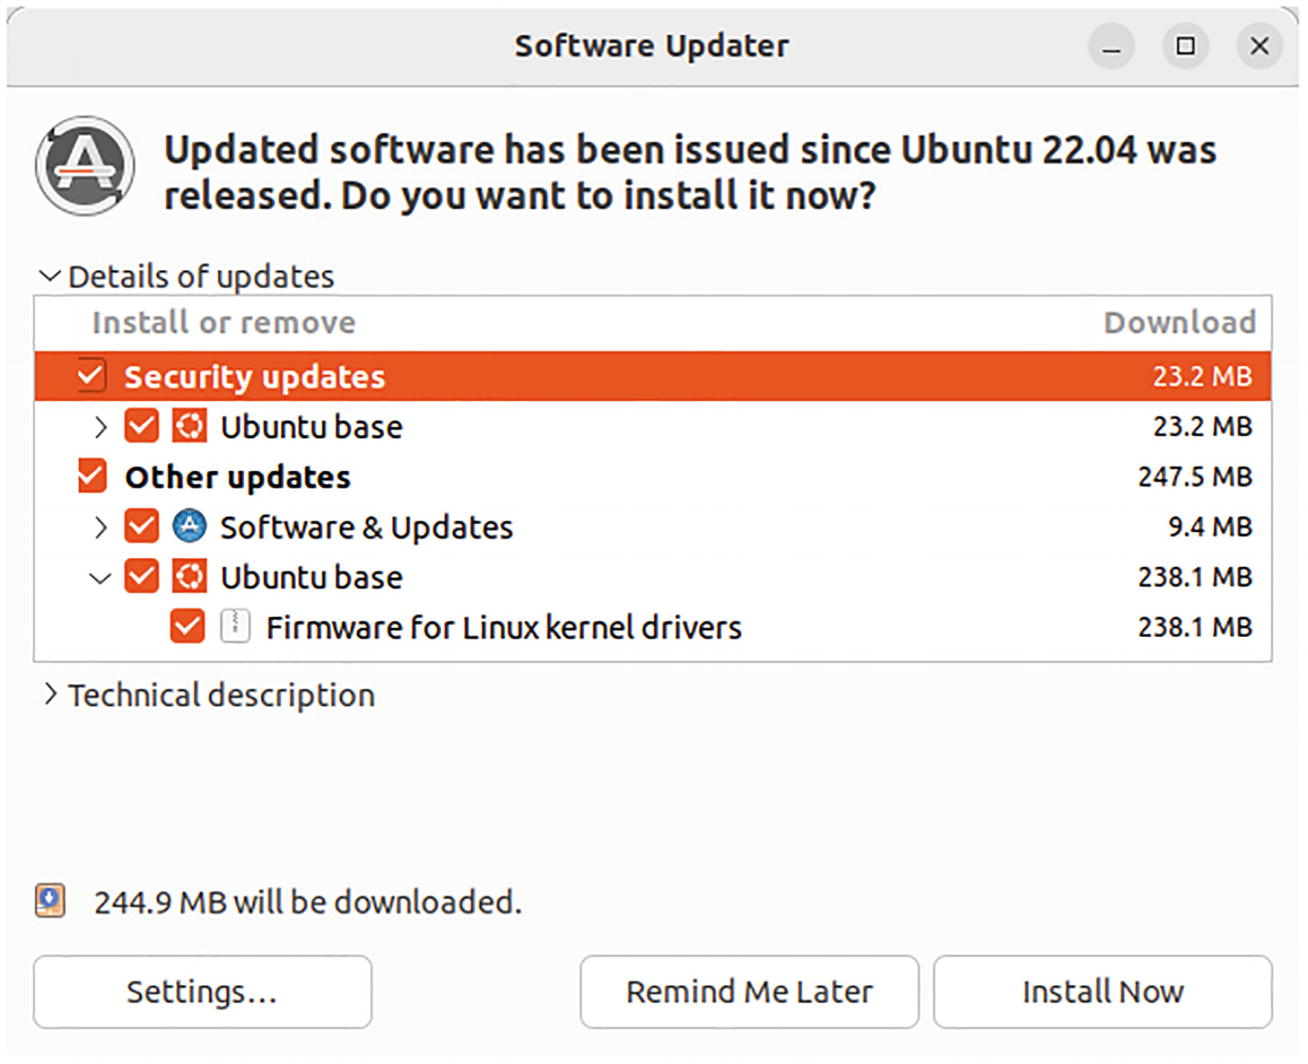 Software Updater
Updated software has been issued since Ubuntu 22.04 was
released. Do you want to install it now?
Details of updates
Install or remove Download
Security updates 23.2 MB
Ubuntu base 23.2 MB
Other updates 247.5 MB
Software & Updates 9.4 MB
Ubuntu base 238.1 MB
Firmware for Linux kernel drivers 238.1 MB
Technical description
244.9 MB will be downloaded.
Settings... Remind Me Later Install Now